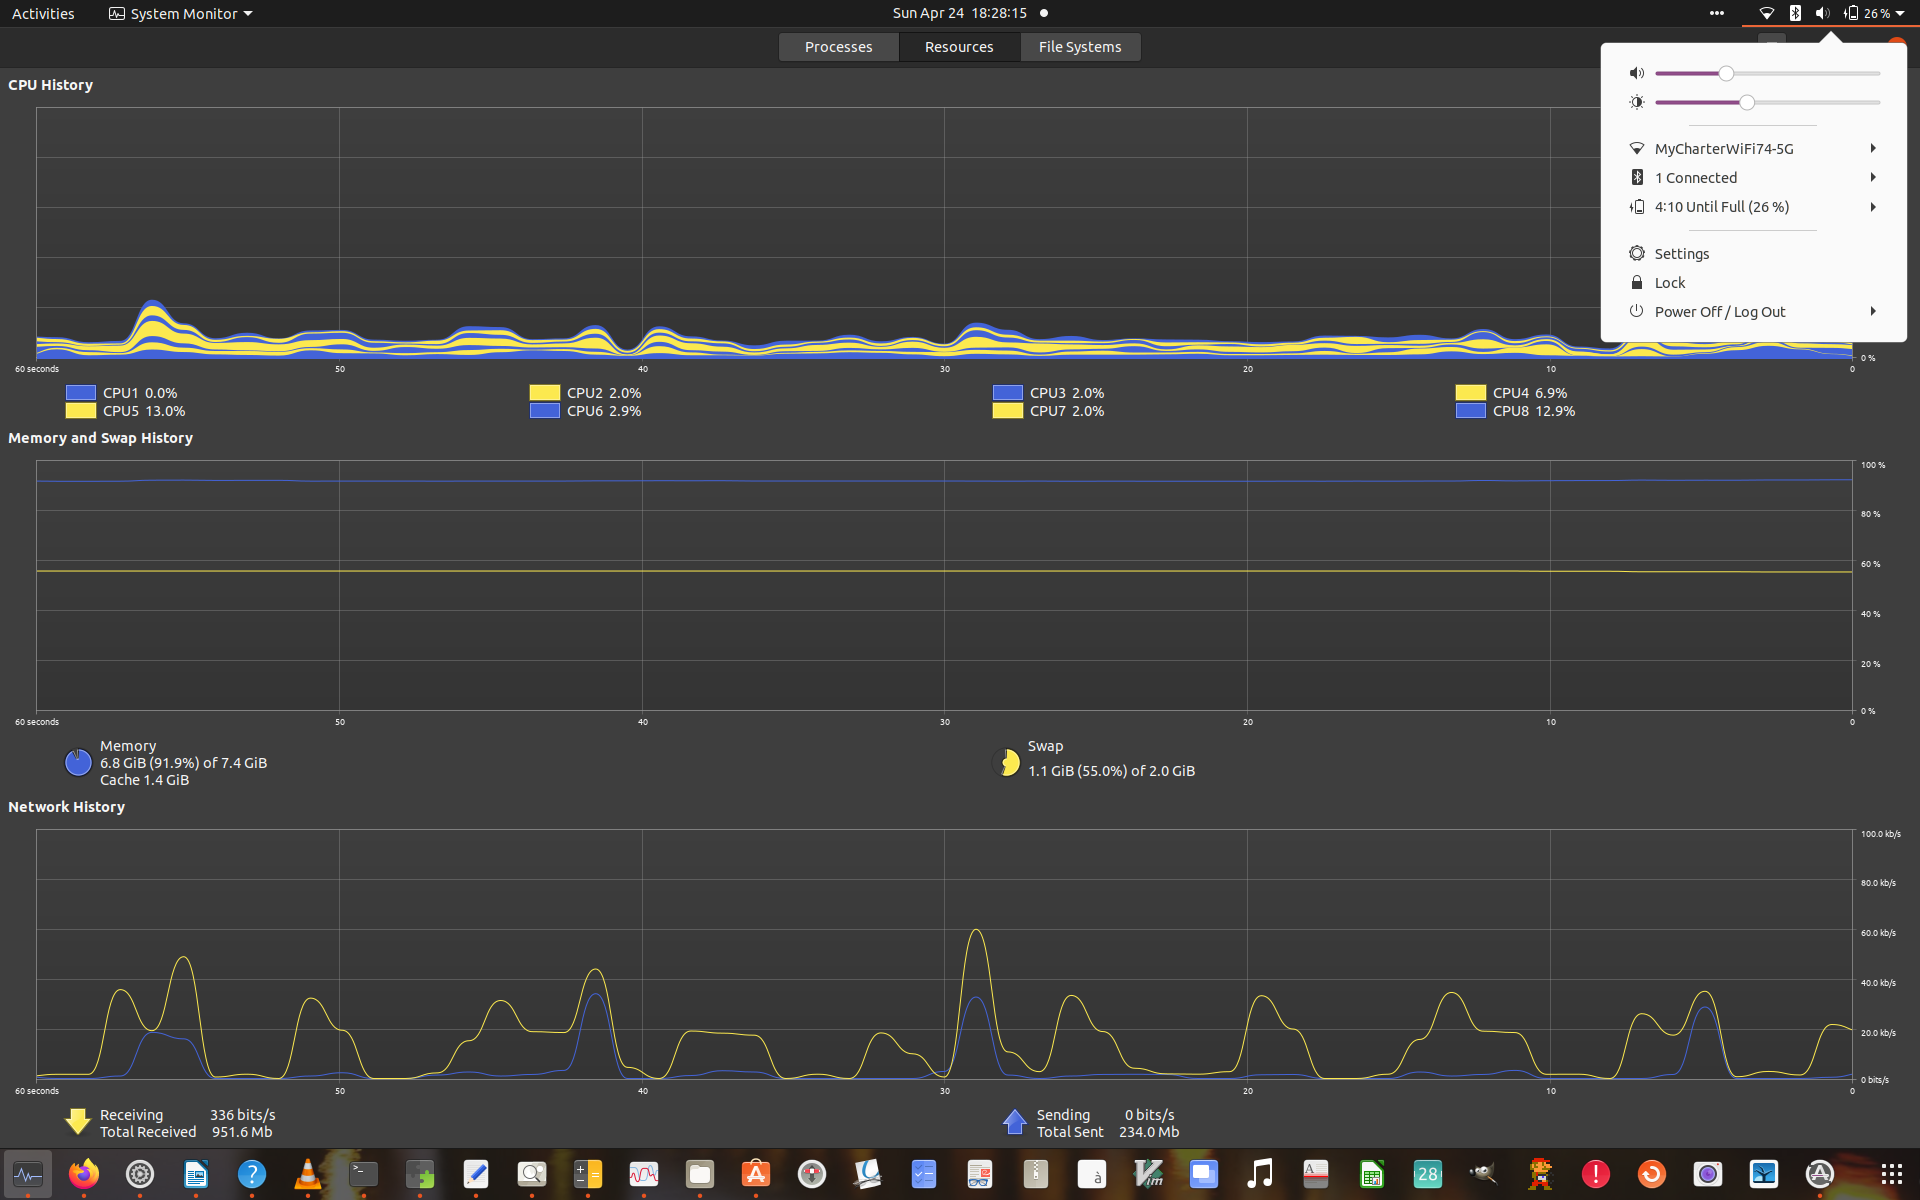 Activities
System Monitor
Sun Apr 24 18:28:15
26 %
Processes
Resources
File Systems
MyCharterWiFi74-5G
1 Connected
4:10 Until Full (26 %)
Settings
Lock
Power Off / Log Out
CPU History
0 %
60 seconds
50
40
30
20
10
0
CPU1 0.0%
CPU2 2.0%
CPU3 2.0%
CPU4 6.9%
CPU5 13.0%
CPU6 2.9%
CPU7 2.0%
CPU8 12.9%
Memory and Swap History
100 %
80 %
60 %
40 %
20 %
0 %
60 seconds
50
40
30
20
10
0
Memory
6.8 GiB (91.9%) of 7.4 GiB
Cache 1.4 GiB
Swap
1.1 GiB (55.0%) of 2.0 GiB
Network History
100.0 kb/s
80.0 kb/s
60.0 kb/s
40.0 kb/s
20.0 kb/s
0 bits/s
60 seconds
50
40
30
20
10
0
Receiving 336 bits/s
Total Received 951.6 Mb
Sending 0 bits/s
Total Sent 234.0 Mb
?
>_
à
Vim
A
28
!